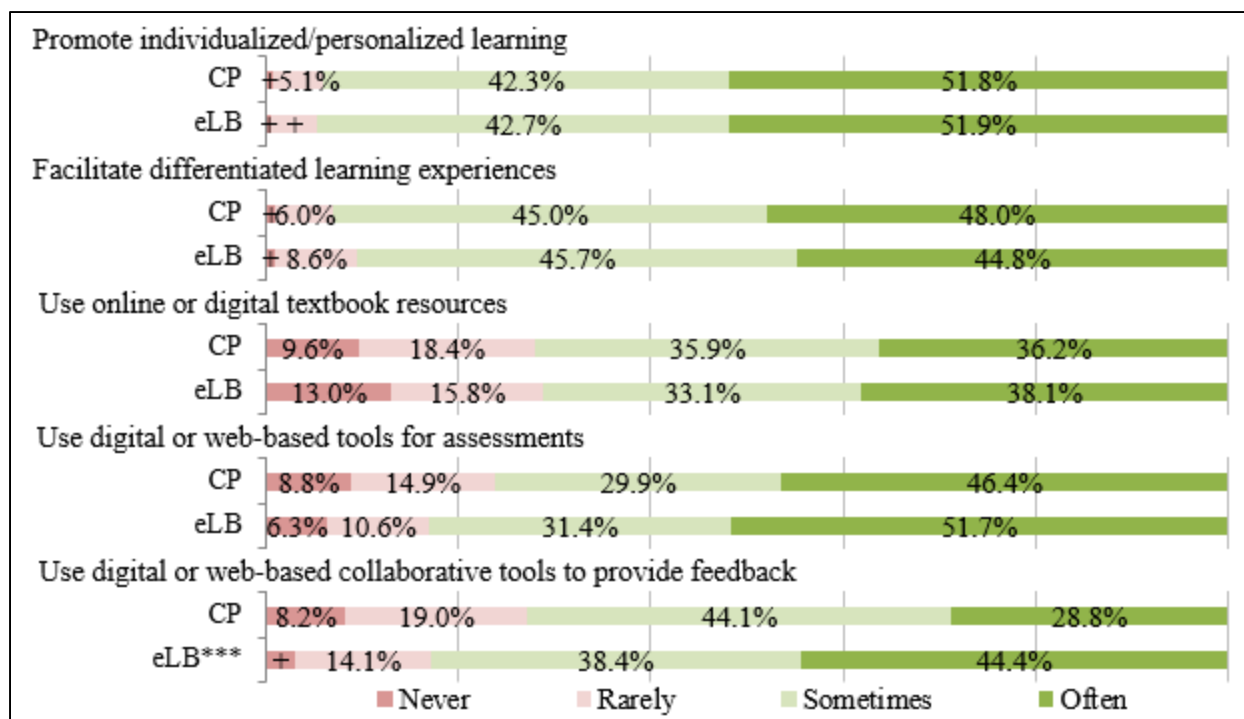 Promote individualized/personalized learning
CP +5.1% 42.3% 51.8%
eLB + + 42.7% 51.9%
Facilitate differentiated learning experiences
CP +6.0% 45.0% 48.0%
eLB + 8.6% 45.7% 44.8%
Use online or digital textbook resources
CP 9.6% 18.4% 35.9% 36.2%
eLB 13.0% 15.8% 33.1% 38.1%
Use digital or web-based tools for assessments
CP 8.8% 14.9% 29.9% 46.4%
eLB 6.3% 10.6% 31.4% 51.7%
Use digital or web-based collaborative tools to provide feedback
CP 8.2% 19.0% 44.1% 28.8%
eLB*** + 14.1% 38.4% 44.4%
Never Rarely Sometimes Often